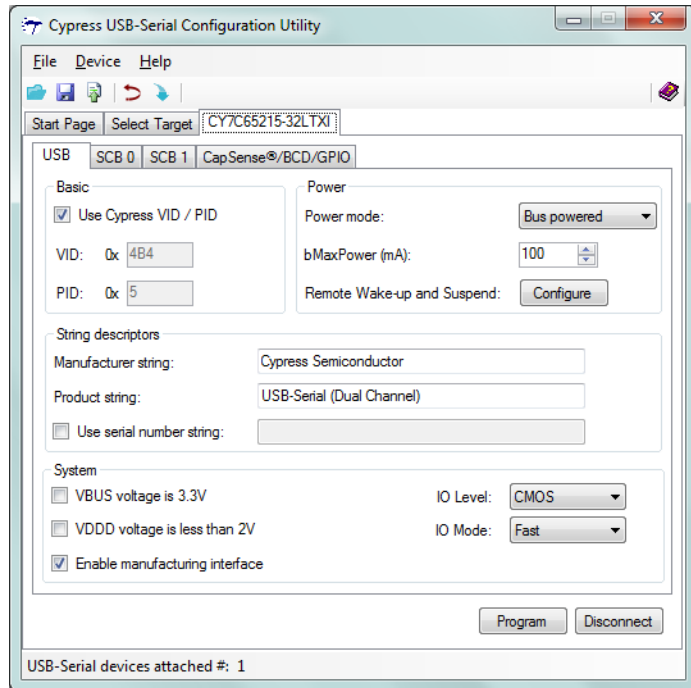 Cypress USB-Serial Configuration Utility
File Device Help
Start Page Select Target CY7C65215-32LTXI
USB SCB 0 SCB 1 CapSense®/BCD/GPIO
Basic
Use Cypress VID / PID
VID: 0x 4B4
PID: 0x 5
Power
Power mode: Bus powered
bMaxPower (mA): 100
Remote Wake-up and Suspend: Configure
String descriptors
Manufacturer string: Cypress Semiconductor
Product string: USB-Serial (Dual Channel)
Use serial number string:
System
VBUS voltage is 3.3V IO Level: CMOS
VDDD voltage is less than 2V IO Mode: Fast
Enable manufacturing interface
Program Disconnect
USB-Serial devices attached #: 1